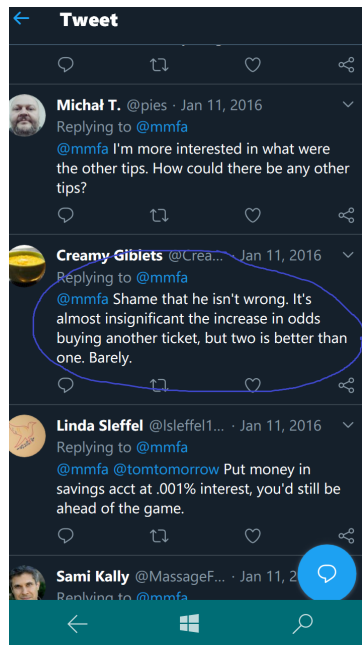 Tweet
Michał T. @pies · Jan 11, 2016
Replying to @mmfa
@mmfa I'm more interested in what were
the other tips. How could there be any other
tips?
Creamy Giblets @Crea... · Jan 11, 2016
Replying to @mmfa
@mmfa Shame that he isn't wrong. It's
almost insignificant the increase in odds
buying another ticket, but two is better than
one. Barely.
Linda Sleffel @lsleffel1... · Jan 11, 2016
Replying to @mmfa
@mmfa @tomtomorrow Put money in
savings acct at .001% interest, you'd still be
ahead of the game.
Sami Kally @MassageF... · Jan 11, 2
Replying to @mmfa